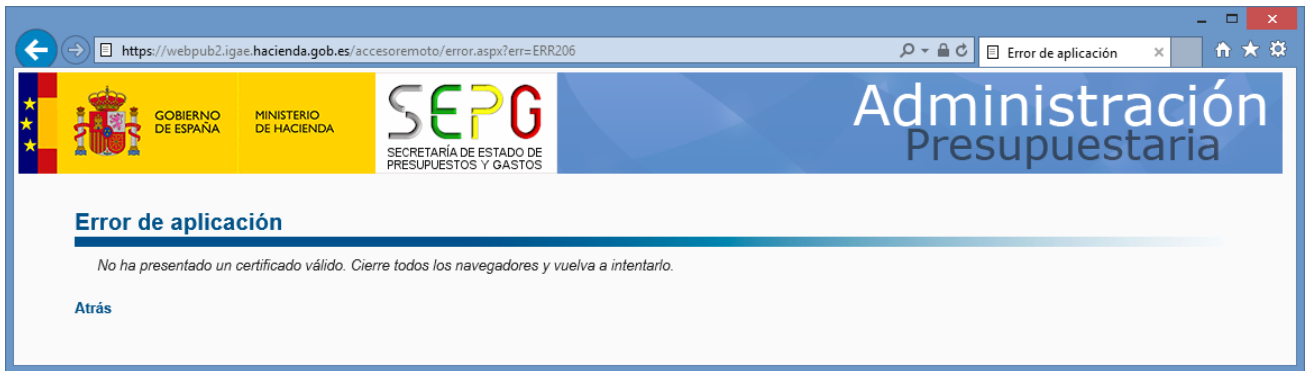 https://webpub2.igae.hacienda.gob.es/accesoremoto/error.aspx?err=ERR206
Error de aplicación
GOBIERNO
DE ESPAÑA
MINISTERIO
DE HACIENDA
SEPG
SECRETARÍA DE ESTADO DE
PRESUPUESTOS Y GASTOS
Administración
Presupuestaria
Error de aplicación
No ha presentado un certificado válido. Cierre todos los navegadores y vuelva a intentarlo.
Atrás